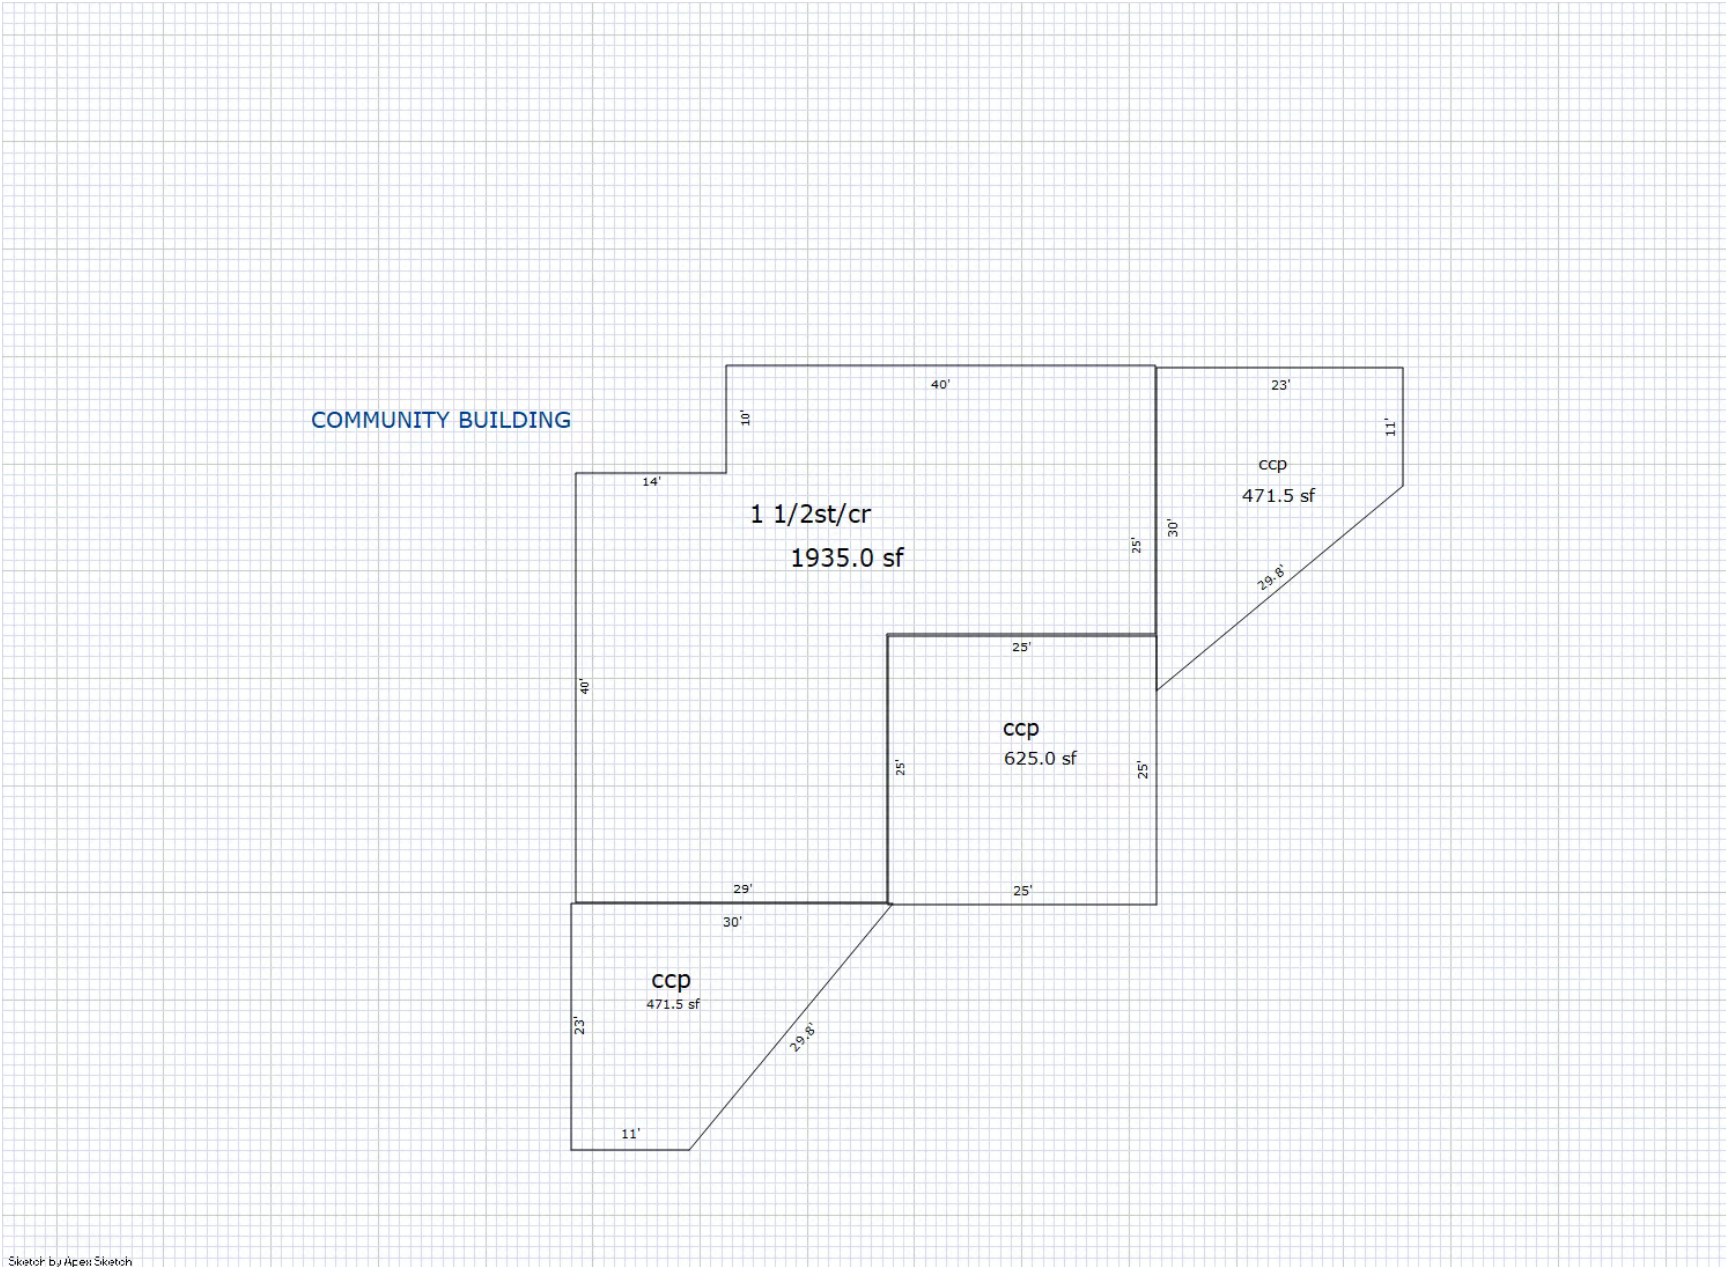 40'
23'
10'
11'
COMMUNITY BUILDING
ccp
14'
471.5 sf
1 1/2st/cr
30'
25'
1935.0 sf
29.8'
25'
40'
ccp
625.0 sf
25'
25'
29'
25'
30'
ccp
471.5 sf
23'
29.8'
11'
Sketch by Apex Sketch